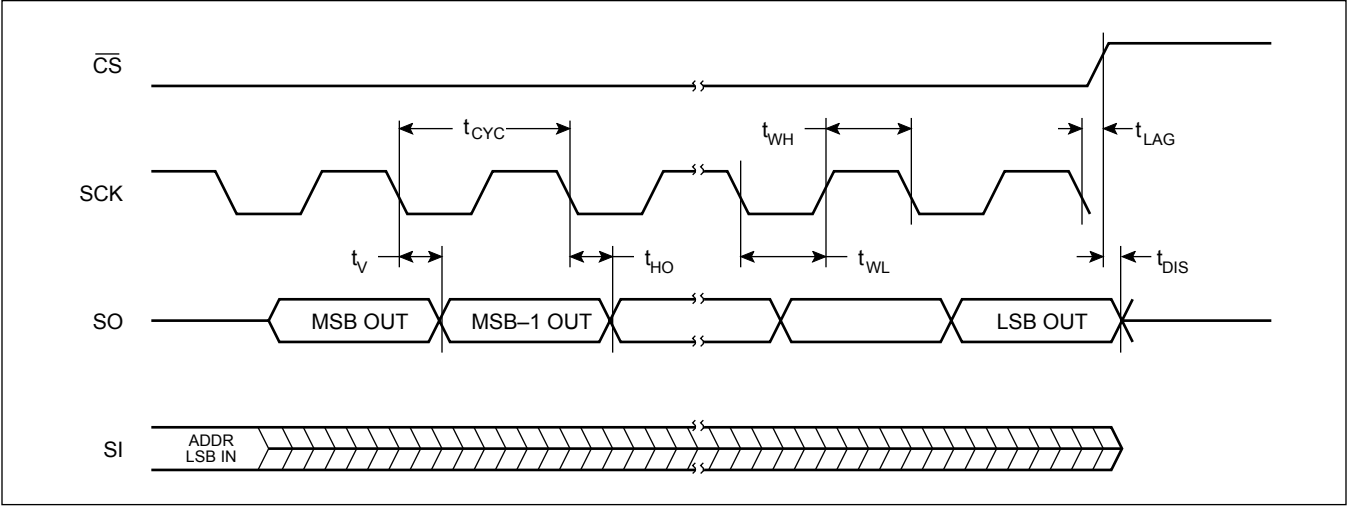 CS
tCYC
tWH
tLAG
SCK
tV
tHO
tWL
tDIS
SO
MSB OUT
MSB–1 OUT
LSB OUT
SI
ADDR
LSB IN